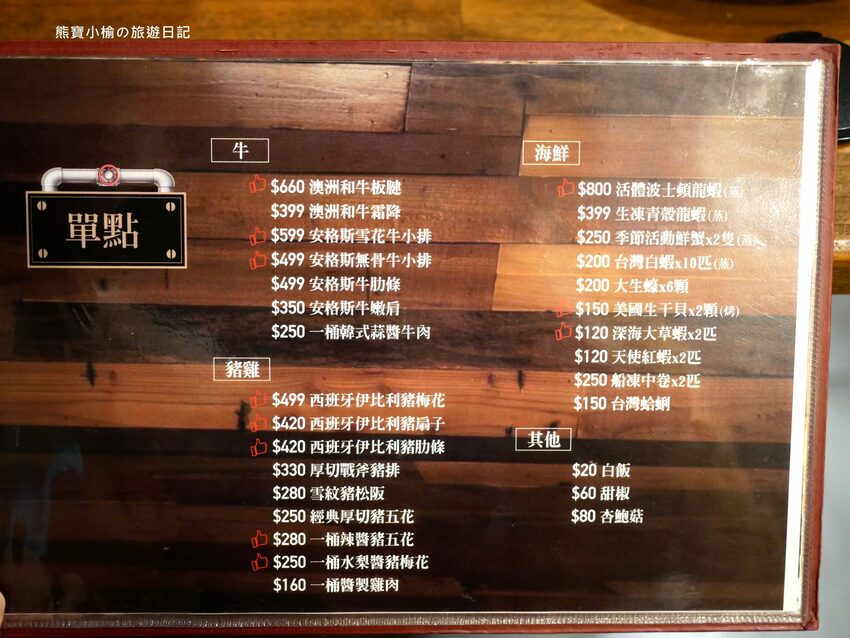 熊寶小榆の旅遊日記
單點
牛
$660 澳洲和牛板腱
$399 澳洲和牛霜降
$599 安格斯雪花牛小排
$499 安格斯無骨牛小排
$499 安格斯牛肋條
$350 安格斯牛嫩肩
$250 一桶韓式蒜醬牛肉
豬雞
$499 西班牙伊比利豬梅花
$420 西班牙伊比利豬扇子
$420 西班牙伊比利豬肋條
$330 厚切戰斧豬排
$280 雪紋豬松阪
$250 經典厚切豬五花
$280 一桶辣醬豬五花
$250 一桶水梨醬豬梅花
$160 一桶醬製雞肉
海鮮
$800 活體波士頓龍蝦(蒸)
$399 生凍青殼龍蝦(蒸)
$250 季節活動鮮蟹x2隻(蒸)
$200 台灣白蝦x10匹(蒸)
$200 大生蠔x6顆
$150 美國生干貝x2顆(烤)
$120 深海大草蝦x2匹
$120 天使紅蝦x2匹
$250 船凍中卷x2匹
$150 台灣蛤蜊
其他
$20 白飯
$60 甜椒
$80 杏鮑菇